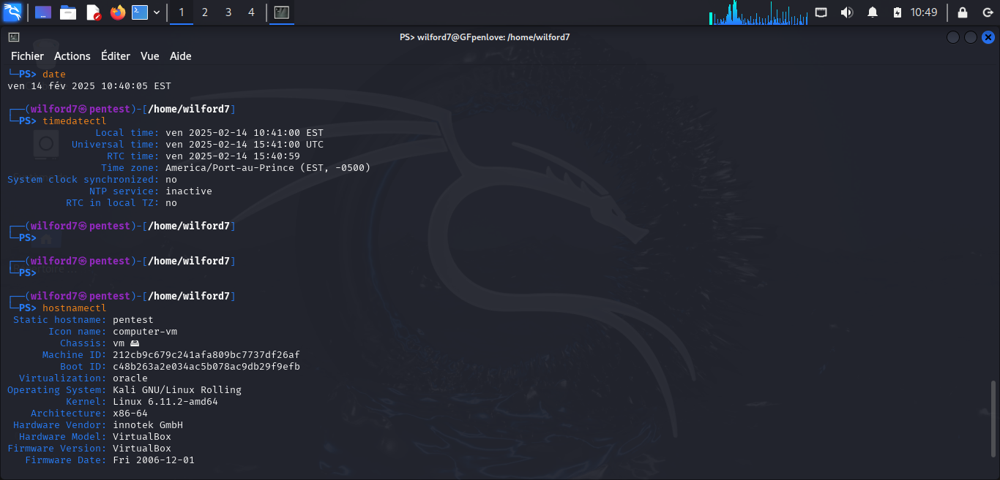 1 2 3 4 10:49
PS> wilford7@GFpenlove: /home/wilford7
Fichier Actions Éditer Vue Aide
└─PS> date
ven 14 fév 2025 10:40:05 EST
┌──(wilford7㉿pentest)-[/home/wilford7]
└─PS> timedatectl
Local time: ven 2025-02-14 10:41:00 EST
Universal time: ven 2025-02-14 15:41:00 UTC
RTC time: ven 2025-02-14 15:40:59
Time zone: America/Port-au-Prince (EST, -0500)
System clock synchronized: no
NTP service: inactive
RTC in local TZ: no
┌──(wilford7㉿pentest)-[/home/wilford7]
└─PS>
┌──(wilford7㉿pentest)-[/home/wilford7]
└─PS>
┌──(wilford7㉿pentest)-[/home/wilford7]
└─PS> hostnamectl
Static hostname: pentest
Icon name: computer-vm
Chassis: vm 🖴
Machine ID: 212cb9c679c241afa809bc7737df26af
Boot ID: c48b263a2e034ac5b078ac9db29f9efb
Virtualization: oracle
Operating System: Kali GNU/Linux Rolling
Kernel: Linux 6.11.2-amd64
Architecture: x86-64
Hardware Vendor: innotek GmbH
Hardware Model: VirtualBox
Firmware Version: VirtualBox
Firmware Date: Fri 2006-12-01